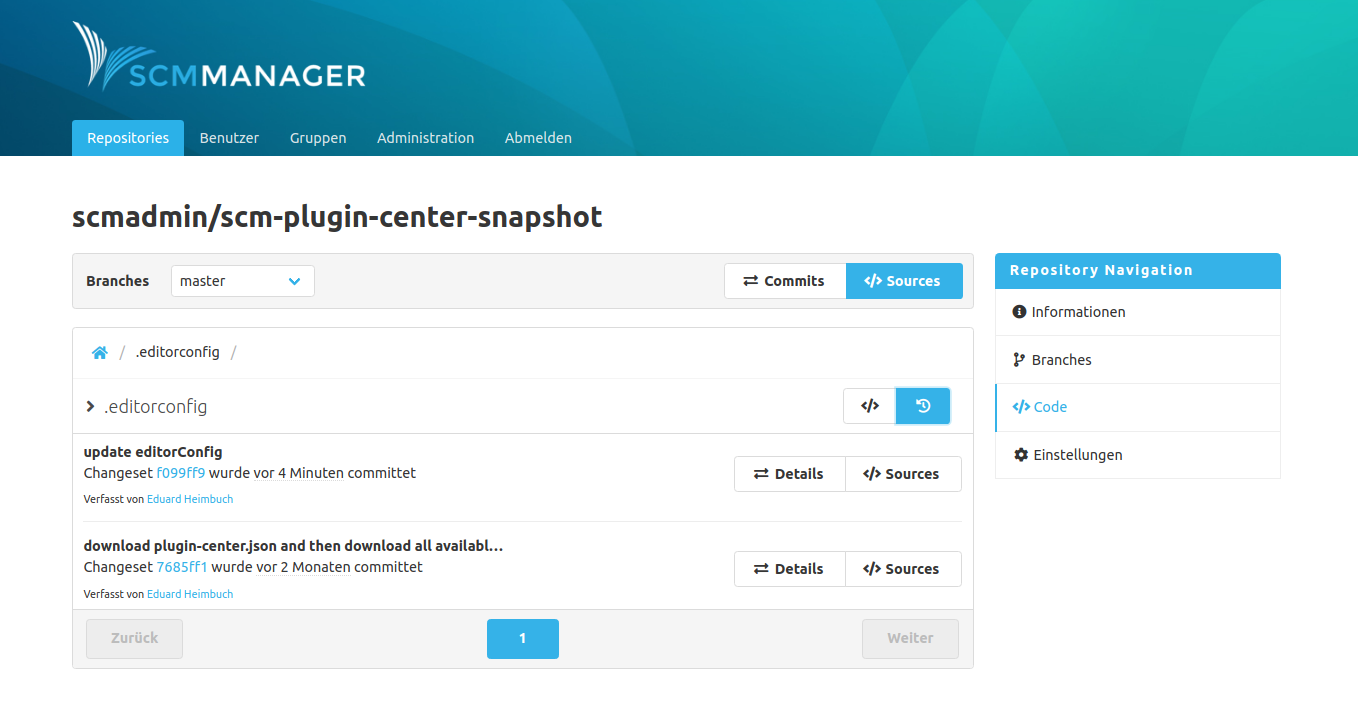 SCMMANAGER
Repositories Benutzer Gruppen Administration Abmelden
scmadmin/scm-plugin-center-snapshot
Branches master Commits Sources
/ .editorconfig /
.editorconfig
update editorConfig
Changeset f099ff9 wurde vor 4 Minuten committet
Verfasst von Eduard Heimbuch
Details Sources
download plugin-center.json and then download all availabl...
Changeset 7685ff1 wurde vor 2 Monaten committet
Verfasst von Eduard Heimbuch
Details Sources
Zurück 1 Weiter
Repository Navigation
Informationen
Branches
Code
Einstellungen